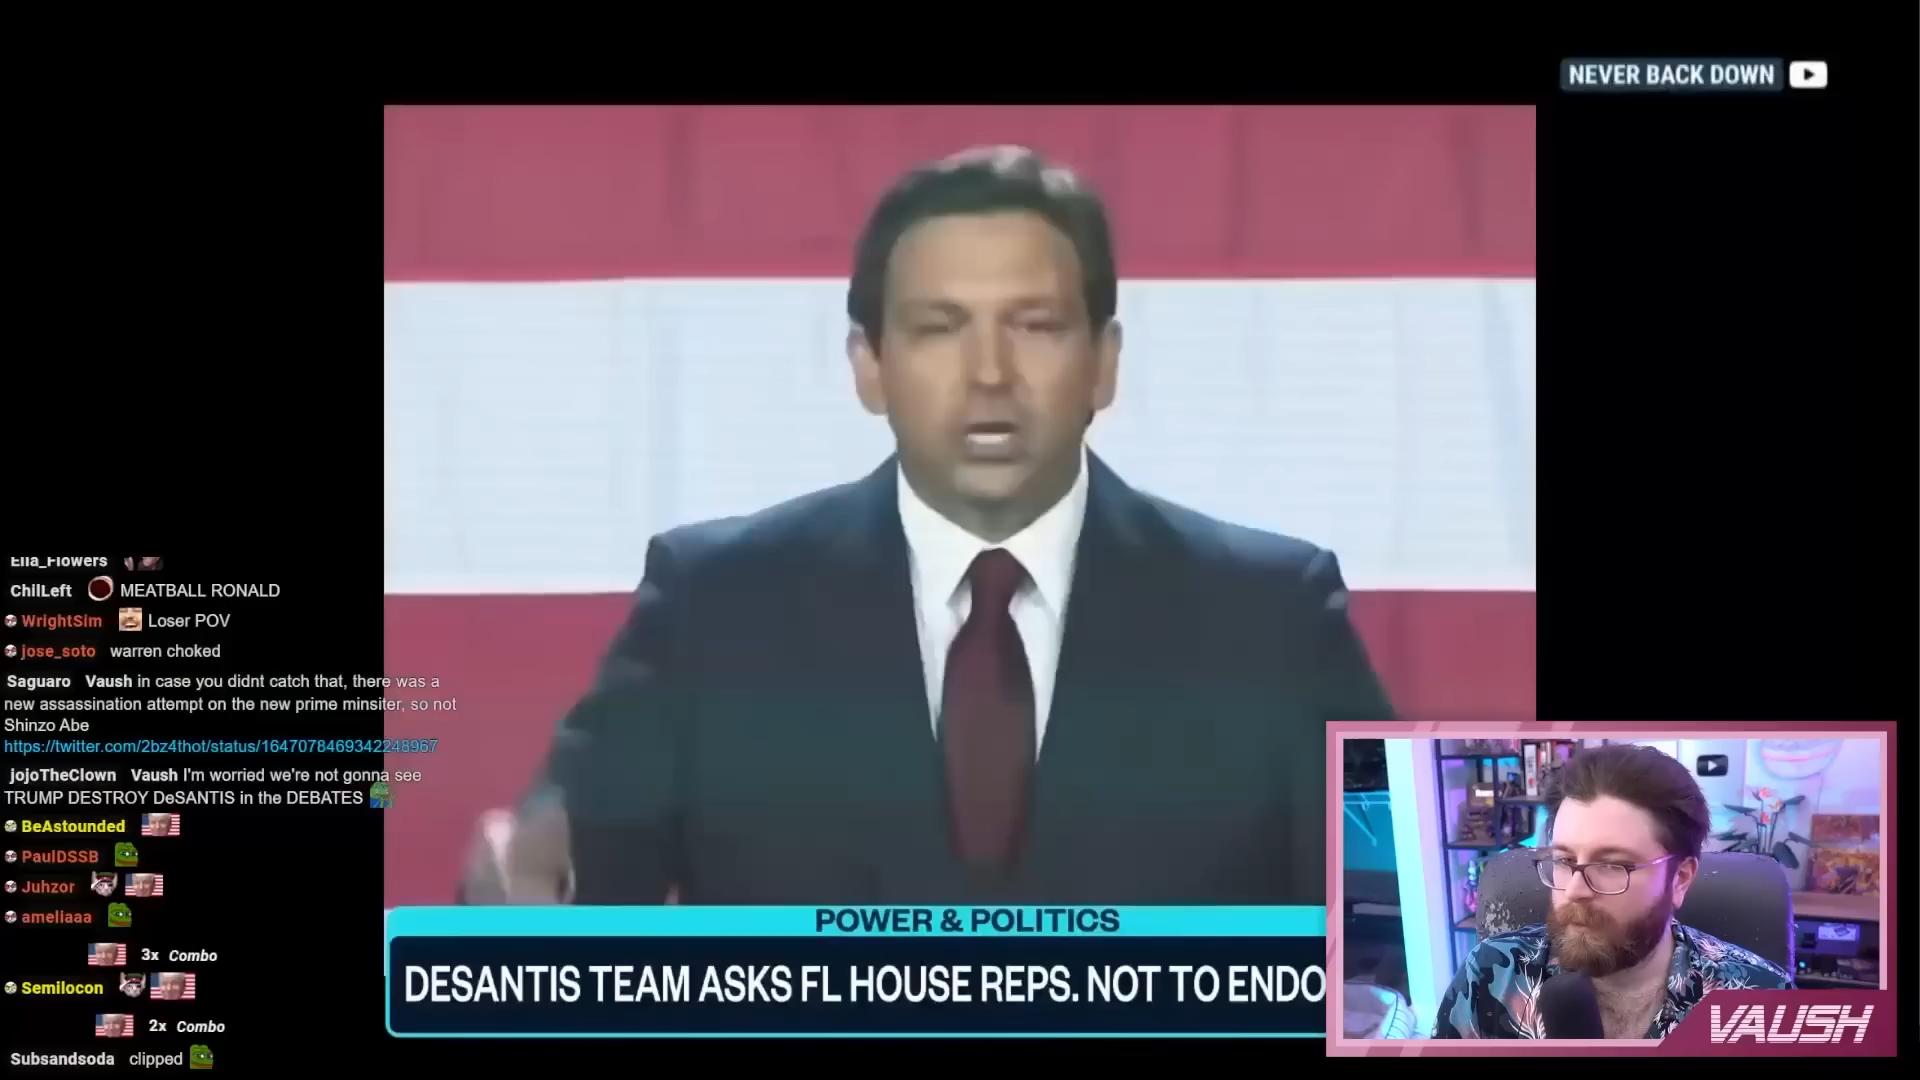 NEVER BACK DOWN
Ella_Flowers
ChilLeft MEATBALL RONALD
WrightSim Loser POV
jose_soto warren choked
Saguaro Vaush in case you didnt catch that, there was a
new assassination attempt on the new prime minsiter, so not
Shinzo Abe
https://twitter.com/2bz4thot/status/1647078469342248967
jojoTheClown Vaush I'm worried we're not gonna see
TRUMP DESTROY DeSANTIS in the DEBATES
BeAstounded
PaulDSSB
Juhzor
ameliaaa
3x Combo
Semilocon
2x Combo
Subsandsoda clipped
POWER & POLITICS
DESANTIS TEAM ASKS FL HOUSE REPS. NOT TO ENDO
VAUSH